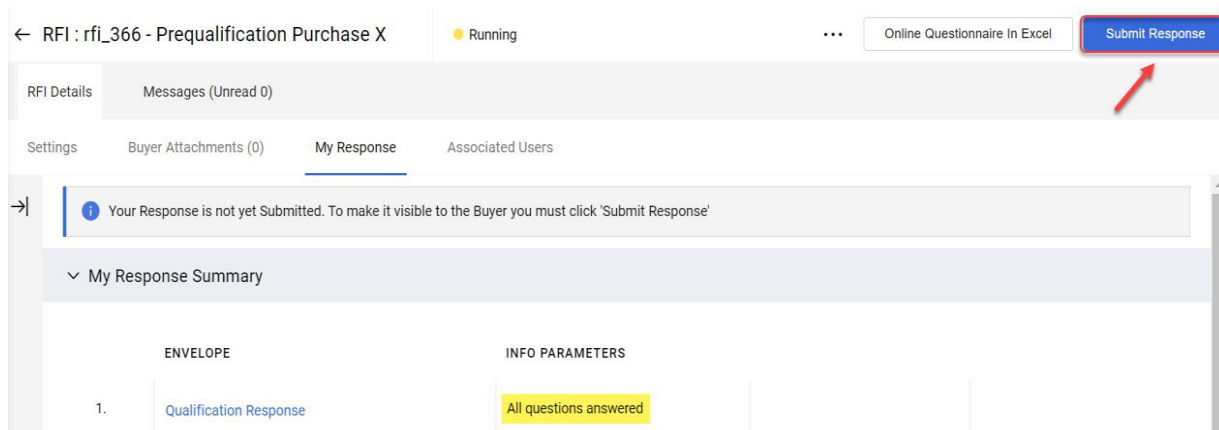 ← RFI : rfi_366 - Prequalification Purchase X
Running
... Online Questionnaire In Excel Submit Response
RFI Details Messages (Unread 0)
Settings Buyer Attachments (0) My Response Associated Users
Your Response is not yet Submitted. To make it visible to the Buyer you must click 'Submit Response'
My Response Summary
ENVELOPE INFO PARAMETERS
1. Qualification Response All questions answered